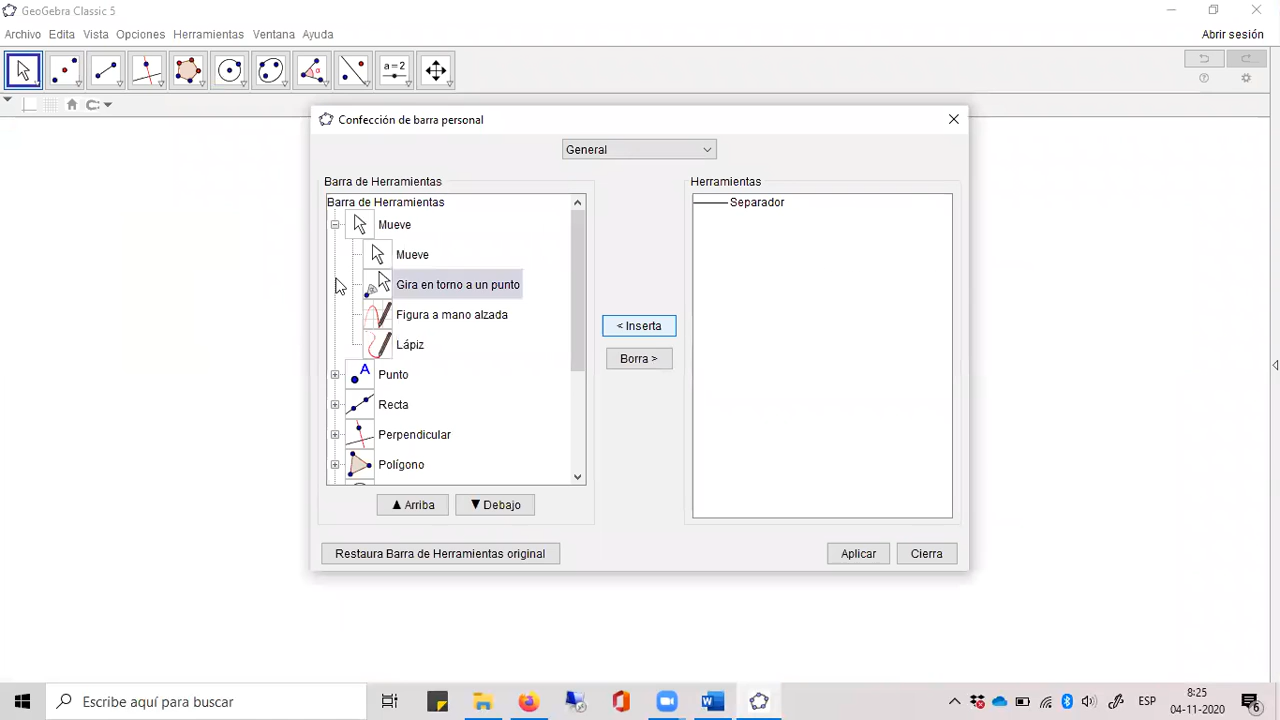 GeoGebra Classic 5
Archivo Edita Vista Opciones Herramientas Ventana Ayuda
Abrir sesión
a = 2
Confección de barra personal
General
Barra de Herramientas
Herramientas
Barra de Herramientas
Separador
Mueve
Mueve
Gira en torno a un punto
Figura a mano alzada
Lápiz
A Punto
Recta
Perpendicular
Polígono
< Inserta
Borra >
▲ Arriba
▼ Debajo
Restaura Barra de Herramientas original
Aplicar
Cierra
Escribe aquí para buscar
ESP
8:25
04-11-2020
6